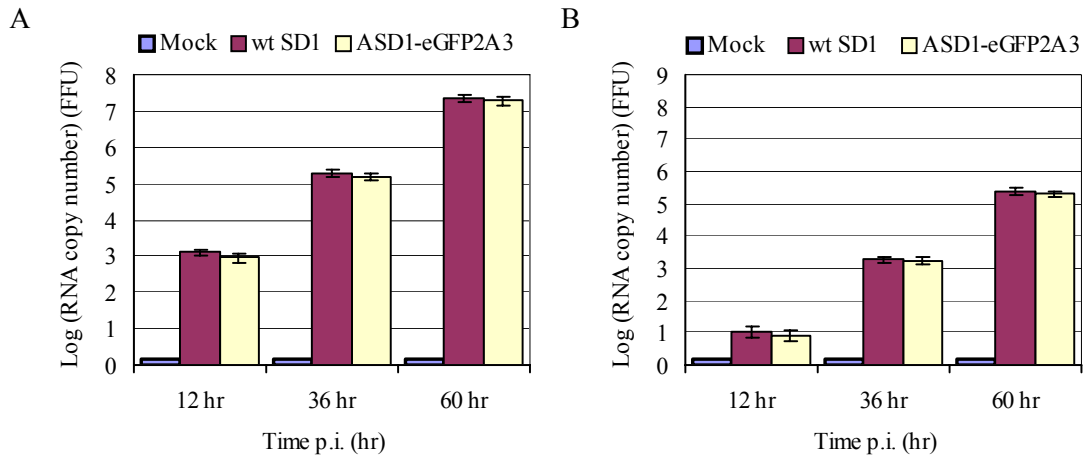 A
Mock wt SD1 ASD1-eGFP2A3
Log (RNA copy number) (FFU)
8
7
6
5
4
3
2
1
0
12 hr 36 hr 60 hr
Time p.i. (hr)
B
Mock wt SD1 ASD1-eGFP2A3
Log (RNA copy number) (FFU)
9
8
7
6
5
4
3
2
1
0
12 hr 36 hr 60 hr
Time p.i. (hr)